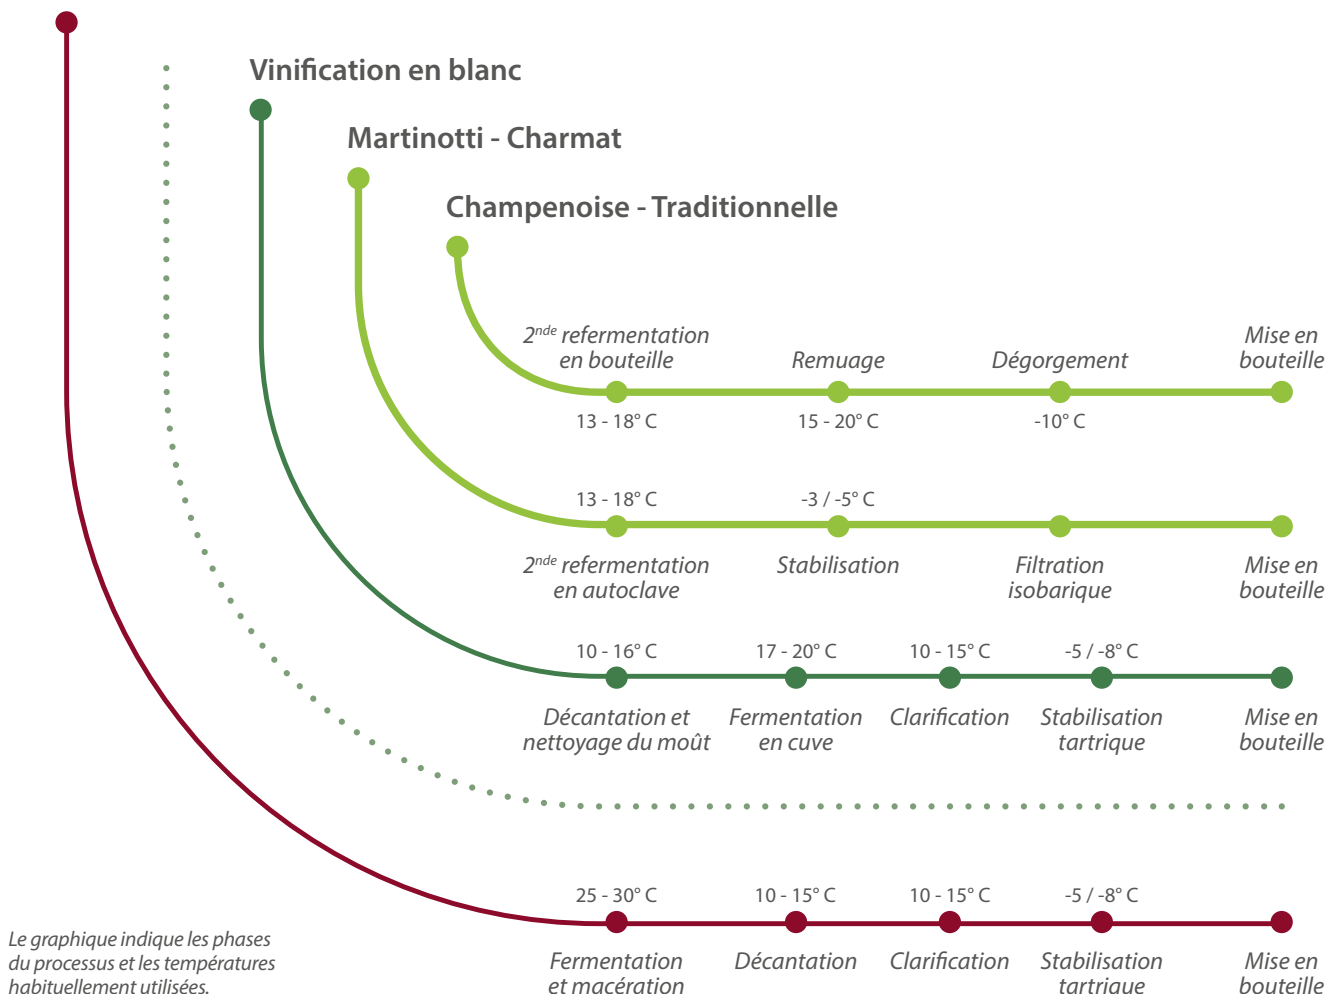 Vinification en blanc
Martinotti - Charmat
Champenoise - Traditionnelle
2nde refermentation
en bouteille
Remuage
Dégorgement
Mise en
bouteille
13 - 18° C
15 - 20° C
-10° C
13 - 18° C
-3 / -5° C
2nde refermentation
en autoclave
Stabilisation
Filtration
isobarique
Mise en
bouteille
10 - 16° C
17 - 20° C
10 - 15° C
-5 / -8° C
Décantation et
nettoyage du moût
Fermentation
en cuve
Clarification
Stabilisation
tartrique
Mise en
bouteille
25 - 30° C
10 - 15° C
10 - 15° C
-5 / -8° C
Fermentation
et macération
Décantation
Clarification
Stabilisation
tartrique
Mise en
bouteille
Le graphique indique les phases
du processus et les températures
habituellement utilisées.